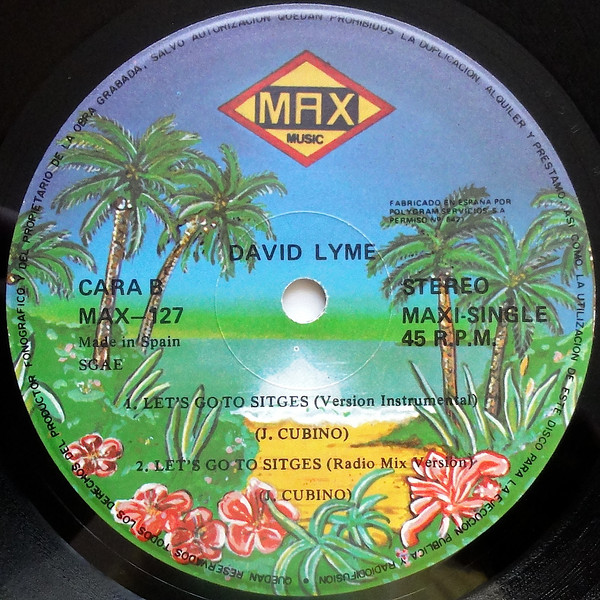 MAX
MUSIC
FABRICADO EN ESPAÑA POR
POLYGRAM SERVICIOS, S.A
PERMISO Nº 8421
DAVID LYME
CARA B
MAX—127
Made in Spain
SGAE
STEREO
MAXI-SINGLE
45 R.P.M.
1. LET'S GO TO SITGES (Version Instrumental)
(J. CUBINO)
2. LET'S GO TO SITGES (Radio Mix Version)
(J. CUBINO)
QUEDAN RESERVADOS TODOS LOS DERECHOS DEL PRODUCTOR FONOGRAFICO Y DEL PROPIETARIO DE LA OBRA GRABADA. SALVO AUTORIZACION QUEDAN PROHIBIDOS LA DUPLICACION, ALQUILER Y PRESTAMO, ASI COMO LA UTILIZACION DE ESTE DISCO PARA LA EJECUCION PUBLICA Y RADIODIFUSION •